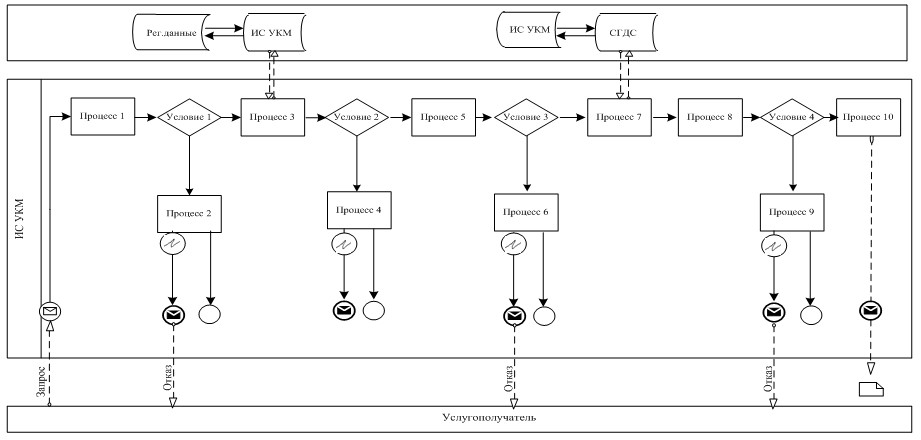 Рег.данные
ИС УКМ
ИС УКМ
СГДС
ИС УКМ
Процесс 1
Условие 1
Процесс 3
Условие 2
Процесс 5
Условие 3
Процесс 7
Процесс 8
Условие 4
Процесс 10
Процесс 2
Процесс 4
Процесс 6
Процесс 9
Запрос
Отказ
Отказ
Отказ
Услугополучатель